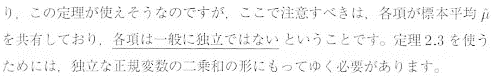 り，この定理が使えそうなのですが，ここで注意すべきは，各項が標本平均 μ̂
を共有しており，各項は一般に独立ではない ということです。定理 2.3 を使う
ためには，独立な正規変数の二乗和の形にもってゆく必要があります。